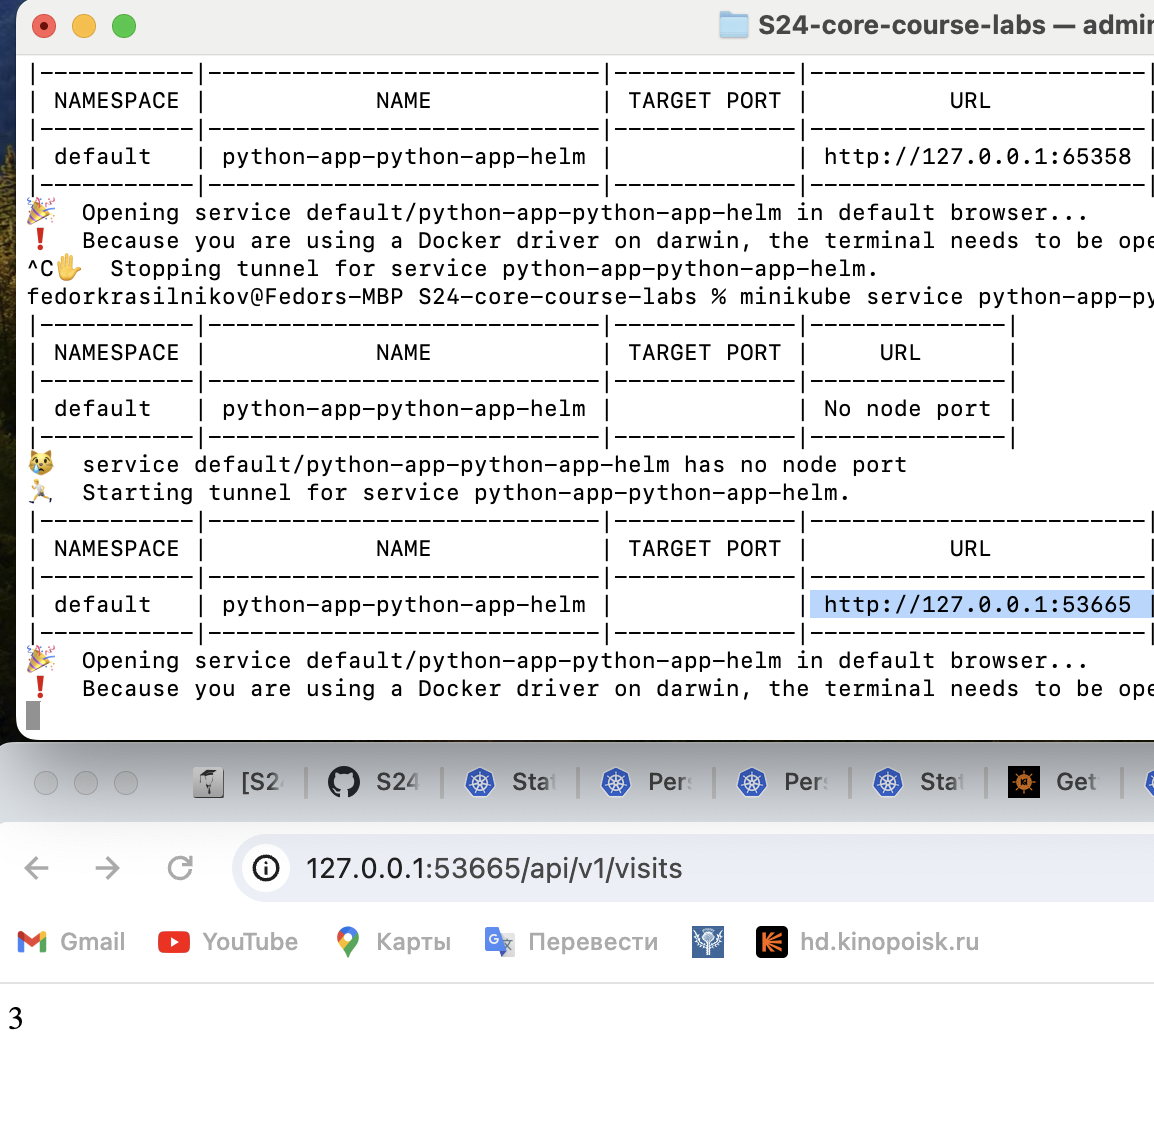 S24-core-course-labs —
|-----------|----------------------------|-------------|------------------------|
| NAMESPACE |            NAME            | TARGET PORT |          URL           |
|-----------|----------------------------|-------------|------------------------|
| default   | python-app-python-app-helm |             | http://127.0.0.1:65358 |
|-----------|----------------------------|-------------|------------------------|
🎉  Opening service default/python-app-python-app-helm in default browser...
❗  Because you are using a Docker driver on darwin, the terminal needs to be
^C✋  Stopping tunnel for service python-app-python-app-helm.
fedorkrasilnikov@Fedors-MBP S24-core-course-labs % minikube service python-app-py
|-----------|----------------------------|-------------|--------------|
| NAMESPACE |            NAME            | TARGET PORT |     URL      |
|-----------|----------------------------|-------------|--------------|
| default   | python-app-python-app-helm |             | No node port |
|-----------|----------------------------|-------------|--------------|
😿  service default/python-app-python-app-helm has no node port
🏃  Starting tunnel for service python-app-python-app-helm.
|-----------|----------------------------|-------------|------------------------|
| NAMESPACE |            NAME            | TARGET PORT |          URL           |
|-----------|----------------------------|-------------|------------------------|
| default   | python-app-python-app-helm |             | http://127.0.0.1:53665 |
|-----------|----------------------------|-------------|------------------------|
🎉  Opening service default/python-app-python-app-helm in default browser...
❗  Because you are using a Docker driver on darwin, the terminal needs to be
[S2 S24 Sta Per Per Sta Get
127.0.0.1:53665/api/v1/visits
Gmail YouTube Карты Перевести hd.kinopoisk.ru
3